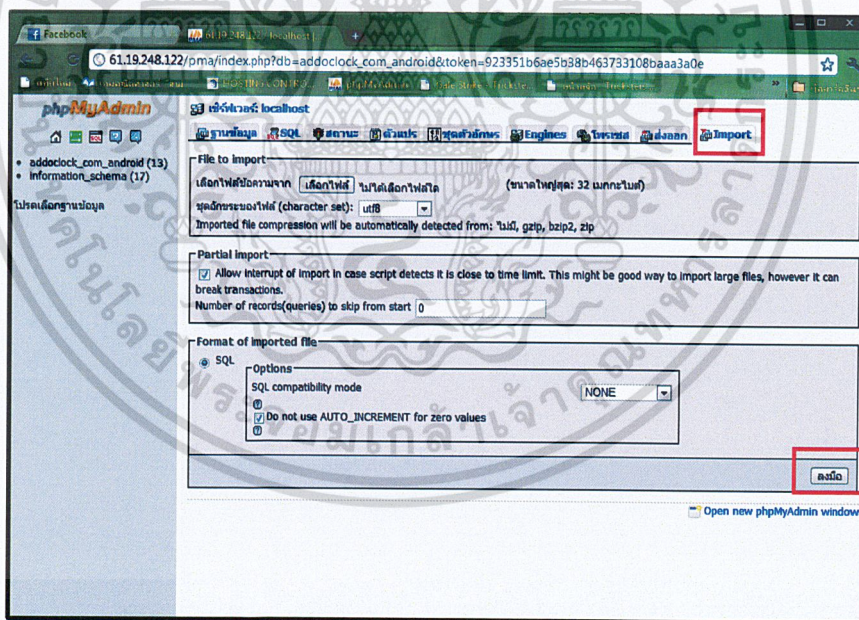 Facebook
61.19.248.122 / localhost |
61.19.248.122/pma/index.php?db=addoclock_com_android&token=923351b6ae5b38b463733108baaa3a0e
phpMyAdmin
addoclock_com_android (13)
information_schema (17)
โปรดเลือกฐานข้อมูล
เซิร์ฟเวอร์: localhost
ฐานข้อมูล SQL สถานะ ตัวแปร ชุดตัวอักษร Engines โพรเซส ส่งออก Import
File to import
เลือกไฟล์ข้อความจาก เลือกไฟล์ ไม่ได้เลือกไฟล์ใด (ขนาดใหญ่สุด: 32 เมกกะไบต์)
ชุดอักขระของไฟล์ (character set): utf8
Imported file compression will be automatically detected from: ไม่มี, gzip, bzip2, zip
Partial import
Allow interrupt of import in case script detects it is close to time limit. This might be good way to import large files, however it can
break transactions.
Number of records(queries) to skip from start 0
Format of imported file
SQL
Options
SQL compatibility mode NONE
Do not use AUTO_INCREMENT for zero values
ลงมือ
Open new phpMyAdmin window